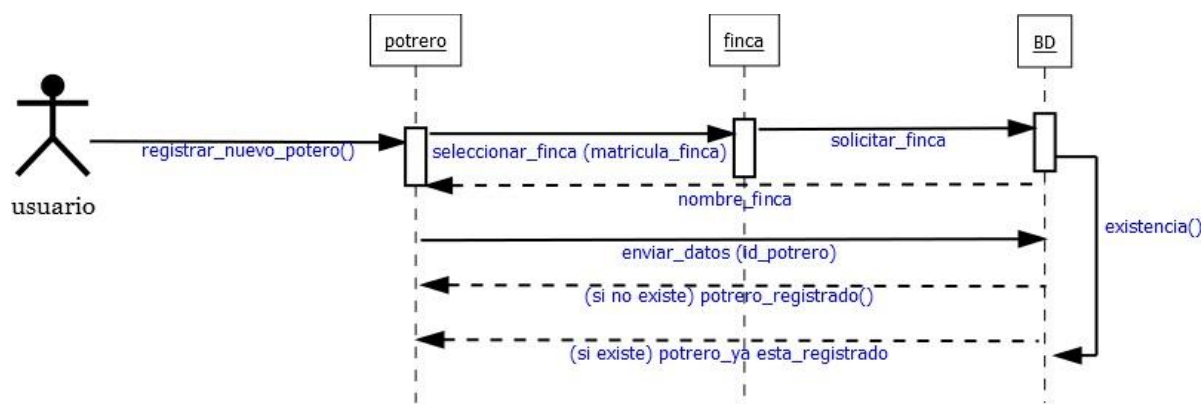 potrero
finca
BD
registrar_nuevo_potero()
seleccionar_finca (matricula_finca)
solicitar_finca
usuario
nombre_finca
existencia()
enviar_datos (id_potrero)
(si no existe) potrero_registrado()
(si existe) potrero_ya esta_registrado